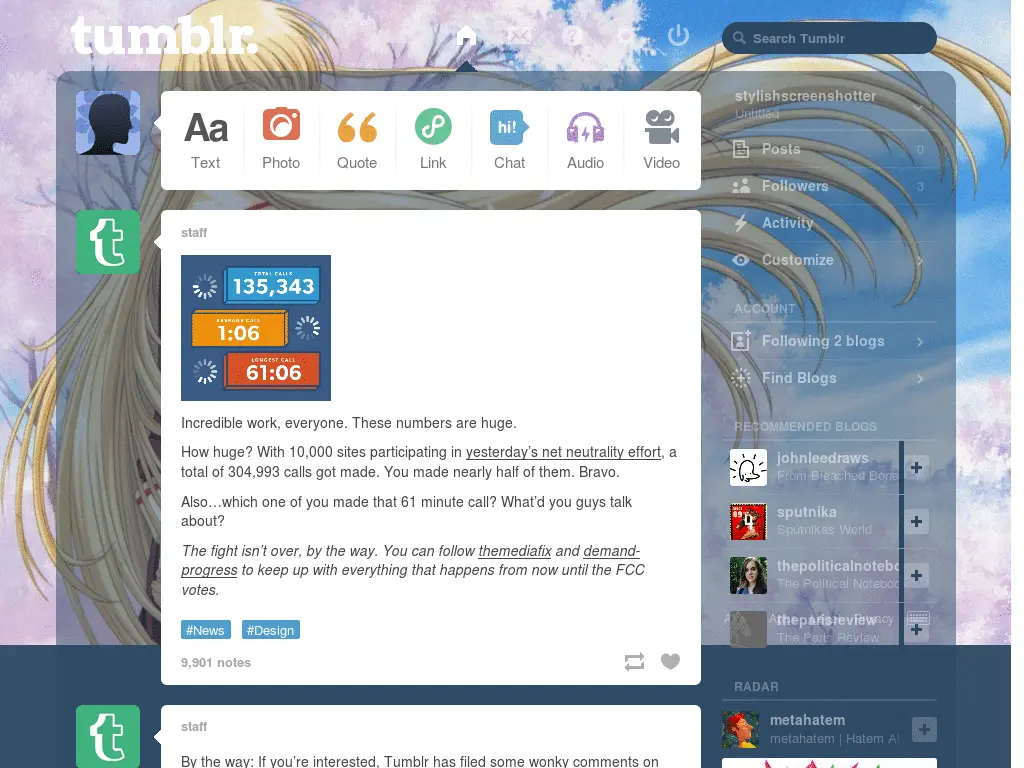 tumblr.
Search Tumblr
Aa
Text
Photo
Quote
Link
hi!
Chat
Audio
Video
stylishscreenshotter
Untitled
Posts 0
Followers 3
Activity
Customize
ACCOUNT
Following 2 blogs
Find Blogs
RECOMMENDED BLOGS
johnleedraws
From Bleached Bone
sputnika
Sputnikas World
thepoliticalnotebo
The Political Noteboo
theparisreview
The Paris Review
Privacy
RADAR
metahatem
metahatem | Hatem Al
staff
TOTAL CALLS
135,343
AVERAGE CALL
1:06
LONGEST CALL
61:06
Incredible work, everyone. These numbers are huge.
How huge? With 10,000 sites participating in yesterday's net neutrality effort, a
total of 304,993 calls got made. You made nearly half of them. Bravo.
Also…which one of you made that 61 minute call? What'd you guys talk
about?
The fight isn't over, by the way. You can follow themediafix and demand-
progress to keep up with everything that happens from now until the FCC
votes.
#News #Design
9,901 notes
staff
By the way: If you're interested, Tumblr has filed some wonky comments on